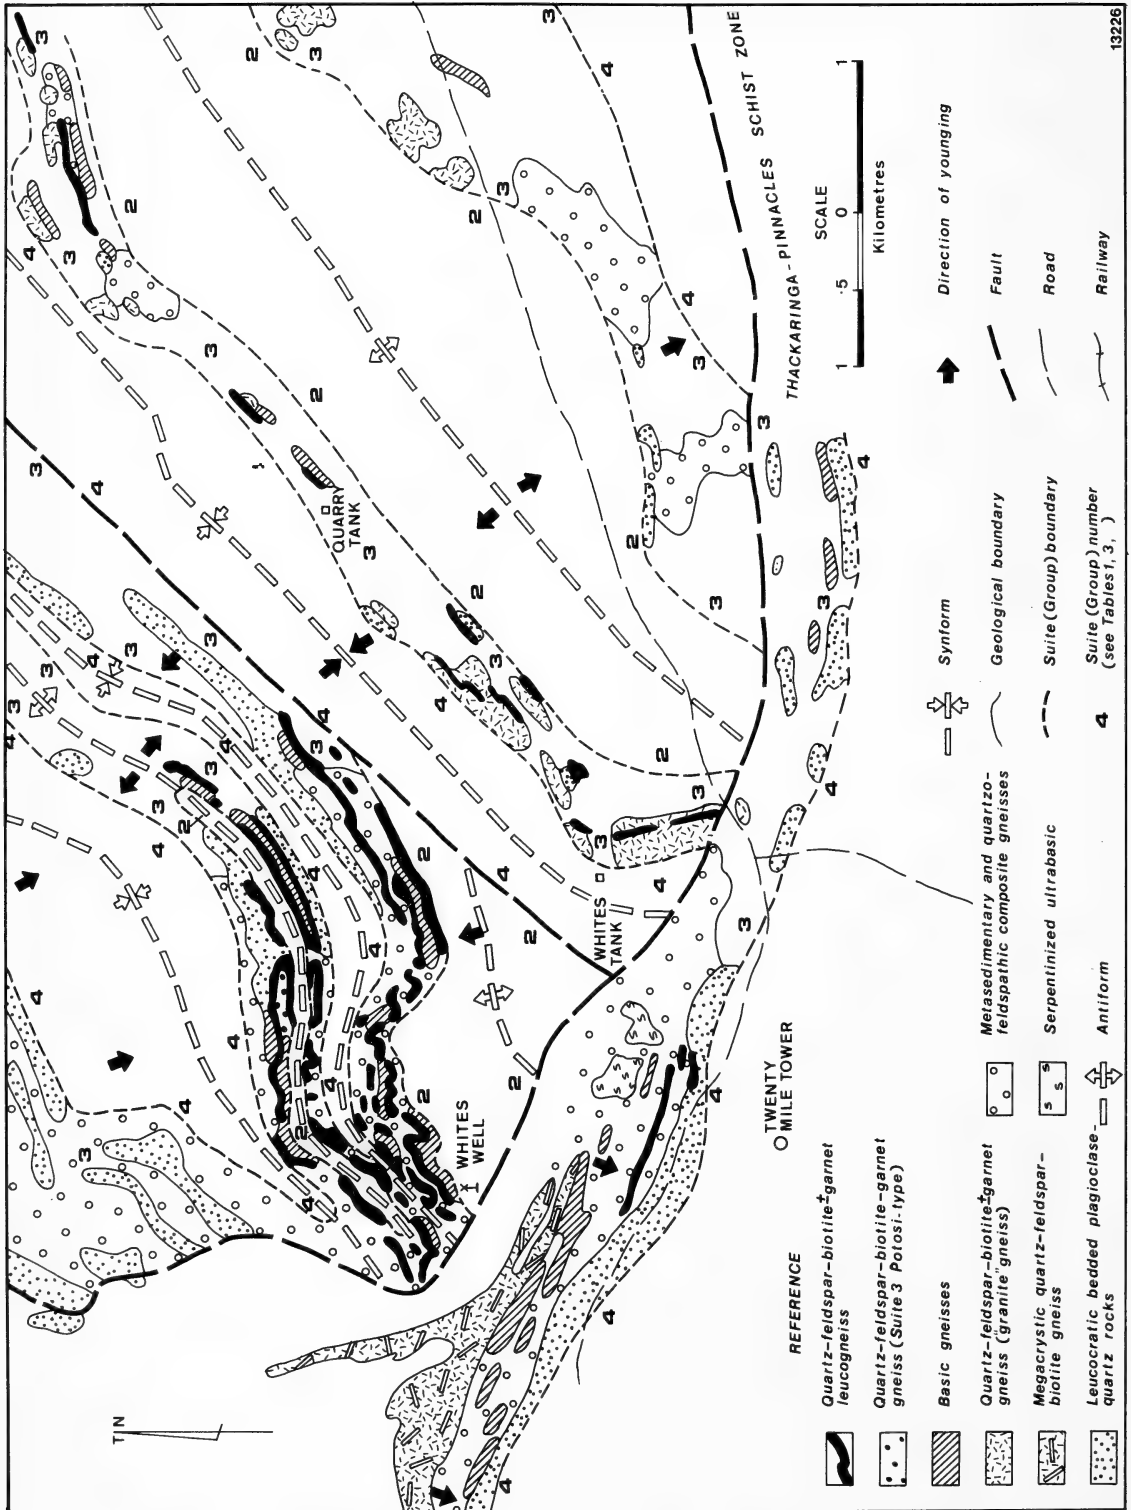 THACKARINGA-PINNACLES SCHIST ZONE
QUARRY
TANK
WHITES
TANK
WHITES
WELL
TWENTY
MILE TOWER
TN
SCALE
1 ·5 0 1
Kilometres
REFERENCE
Quartz-feldspar-biotite±garnet
leucogneiss
Quartz-feldspar-biotite-garnet
gneiss (Suite 3 Potosi-type)
Basic gneisses
Quartz-feldspar-biotite±garnet
gneiss (granite" gneiss)
Megacrystic quartz-feldspar-
biotite gneiss
Leucocratic bedded plagioclase-
quartz rocks
Metasedimentary and quartzo-
feldspathic composite gneisses
Serpentinized ultrabasic
Antiform
Synform
Geological boundary
Suite (Group) boundary
4 Suite (Group) number
(see Tables 1, 3, )
Direction of younging
Fault
Road
Railway
13226